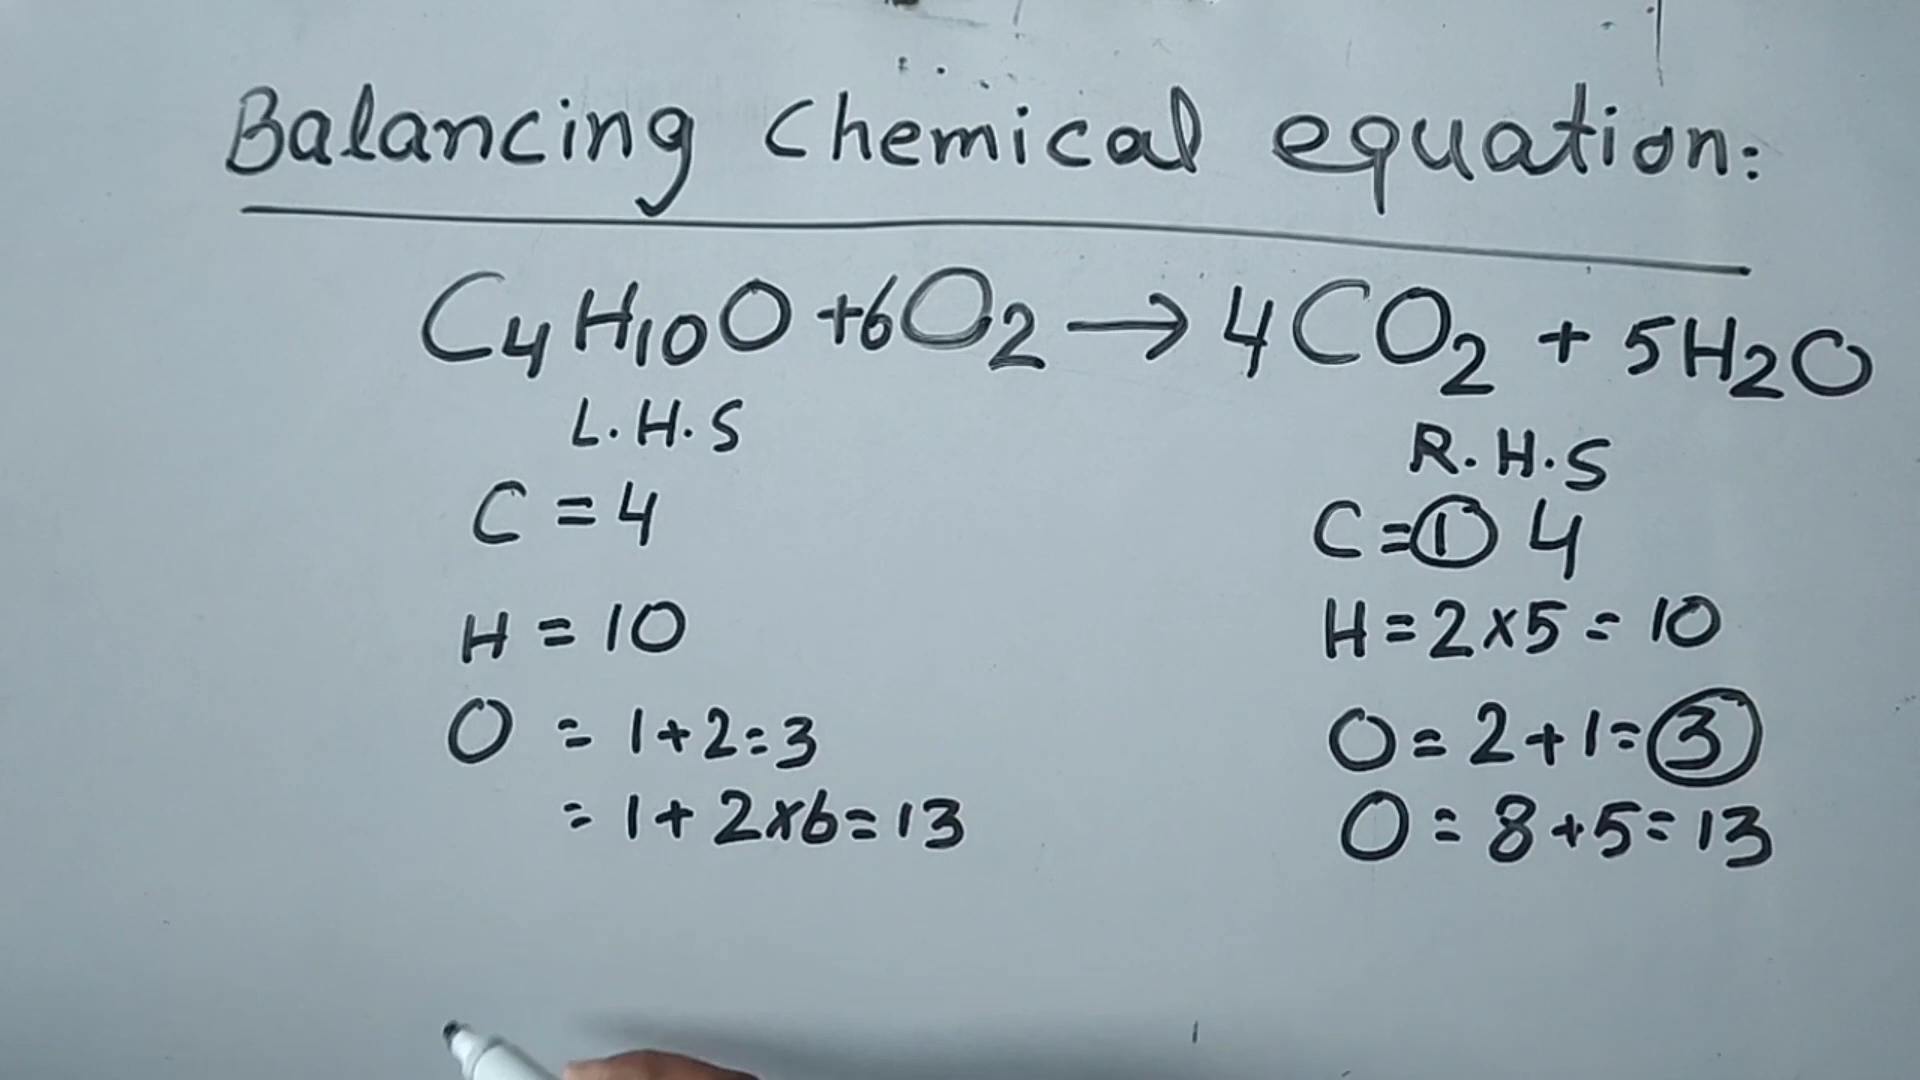 Balancing Chemical equation:
C4H10O + 6O2 → 4CO2 + 5H2O
L.H.S
R.H.S
C = 4
C = 1 4
H = 10
H = 2×5 = 10
O = 1+2=3
O = 2+1=3
= 1+2×6=13
O = 8+5=13